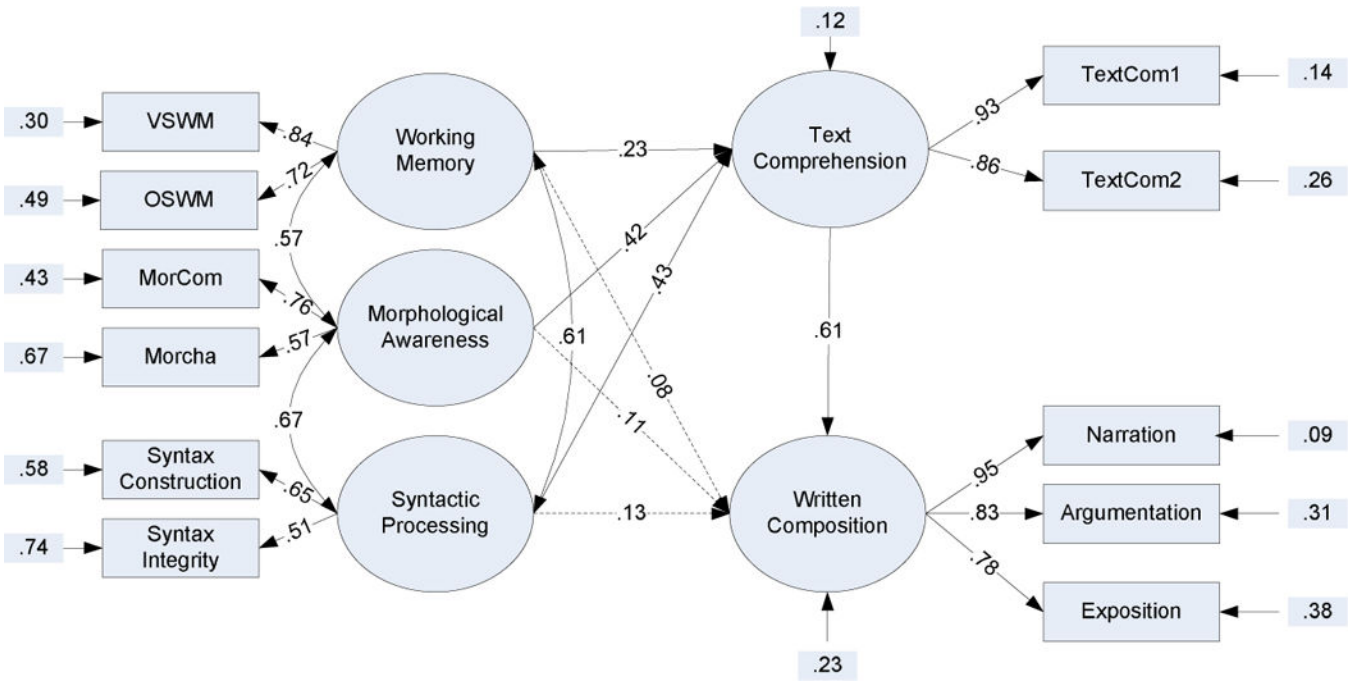 .12
TextCom1
.14
.93
.30
VSWM
.84
Working
Memory
.23
Text
Comprehension
.86
TextCom2
.26
.72
.49
OSWM
.57
.42
.43
MorCom
.76
.43
Morphological
Awareness
.61
.61
.67
Morcha
.57
.08
.11
.67
Narration
.09
.95
.58
Syntax
Construction
.65
Syntactic
Processing
.13
Written
Composition
.83
Argumentation
.31
.51
.74
Syntax
Integrity
.78
Exposition
.38
.23